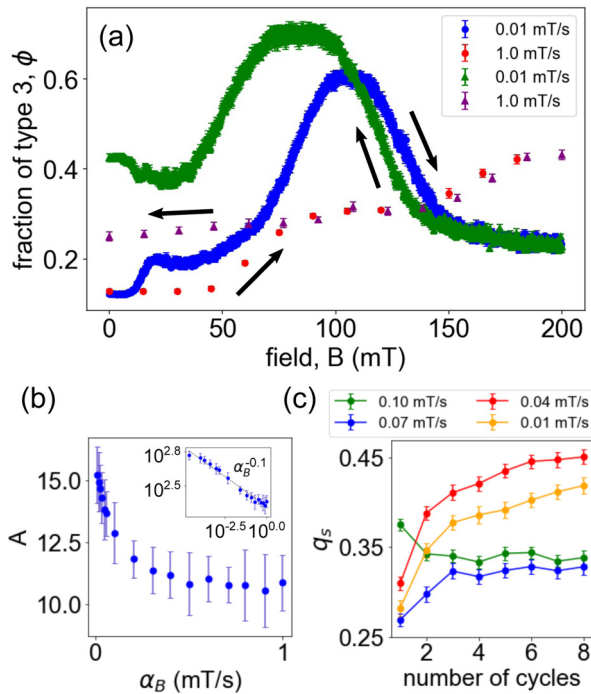 (a)
0.01 mT/s
1.0 mT/s
0.01 mT/s
1.0 mT/s
fraction of type 3, ϕ
0.6
0.4
0.2
0 50 100 150 200
field, B (mT)
(b)
A
15.0
12.5
10.0
10^2.8
10^2.5
α_B^-0.1
10^-2.5 10^0.0
0 1
α_B (mT/s)
(c)
0.10 mT/s 0.04 mT/s
0.07 mT/s 0.01 mT/s
q_s
0.45
0.35
0.25
2 4 6 8
number of cycles